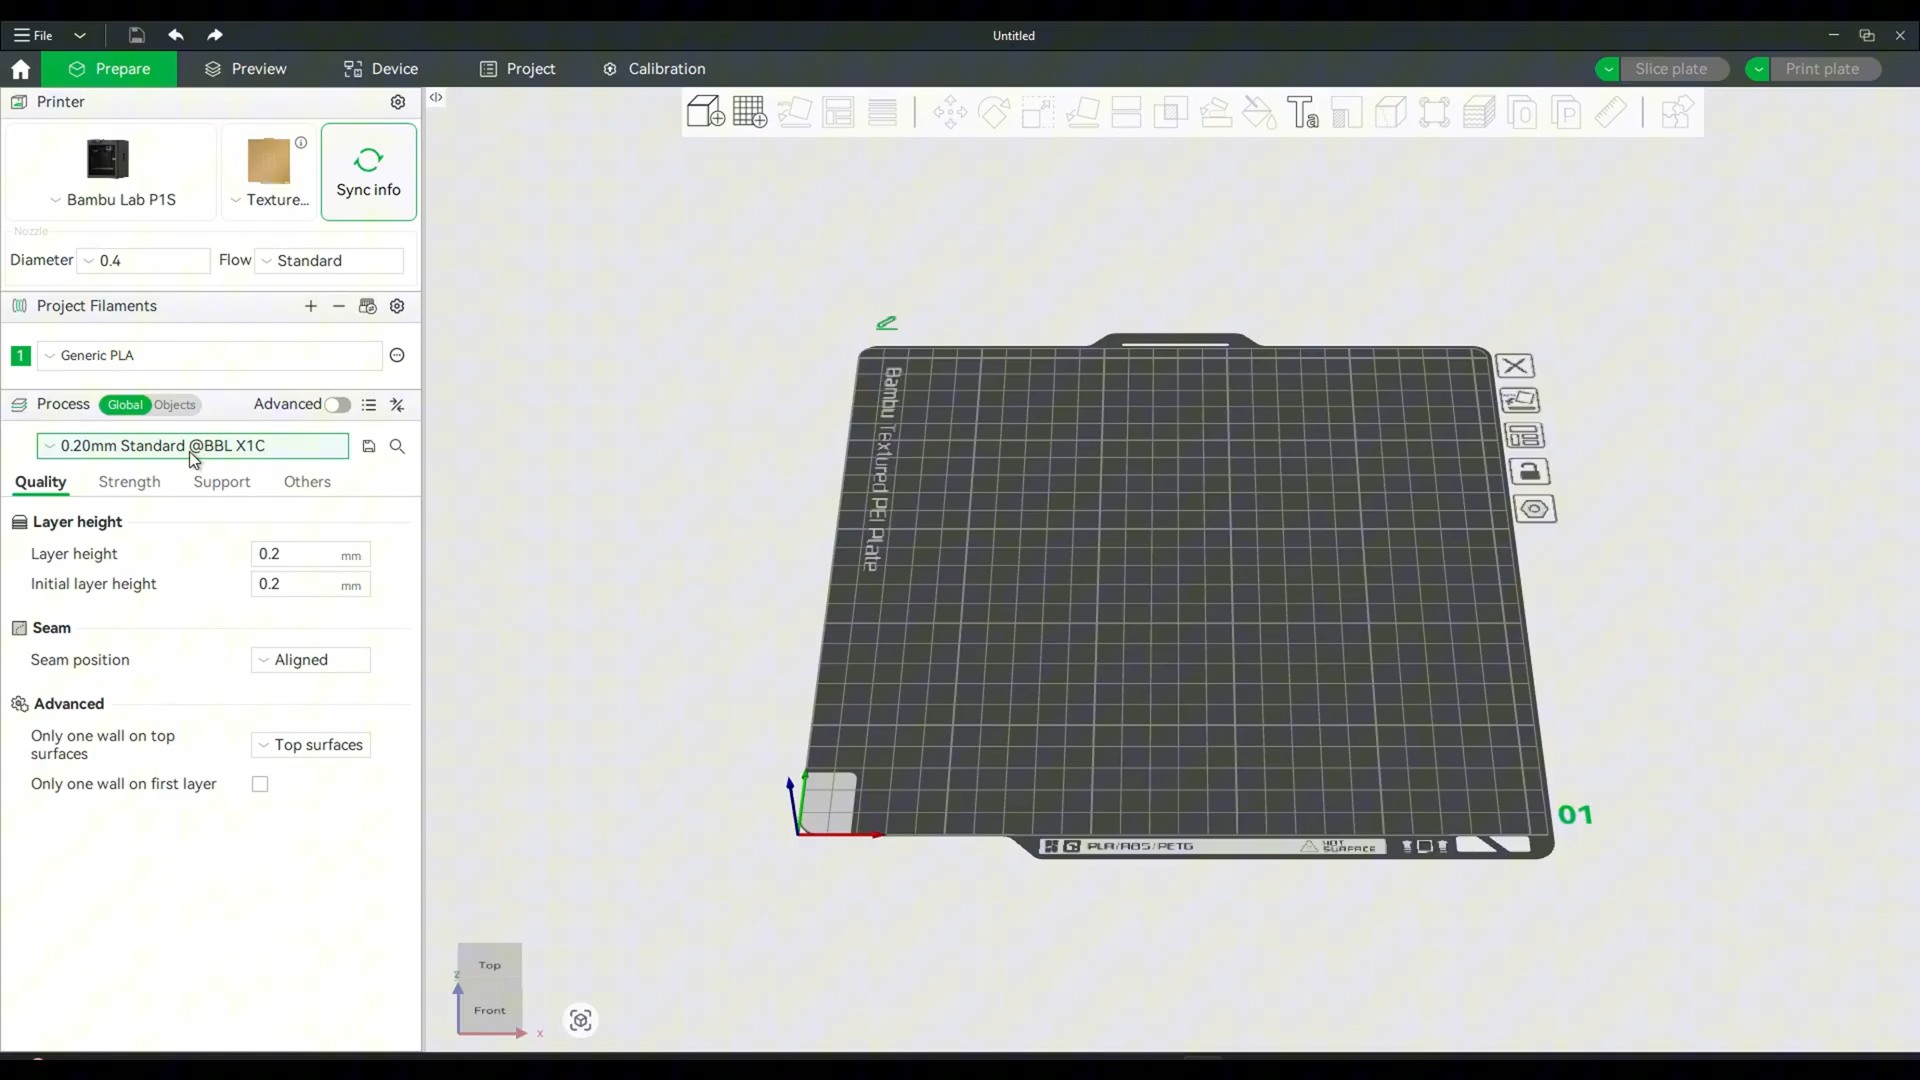 File
Untitled
Prepare
Preview
Device
Project
Calibration
Slice plate
Print plate
Printer
Bambu Lab P1S
Texture...
Sync info
Nozzle
Diameter
0.4
Flow
Standard
Project Filaments
1
Generic PLA
Process
Global
Objects
Advanced
0.20mm Standard @BBL X1C
Quality
Strength
Support
Others
Layer height
Layer height
0.2
mm
Initial layer height
0.2
mm
Seam
Seam position
Aligned
Advanced
Only one wall on top
surfaces
Top surfaces
Only one wall on first layer
Ta
Bambu Textured PEI Plate
01
PLA/ABS/PETG
HOT
SURFACE
Top
Front
z
x